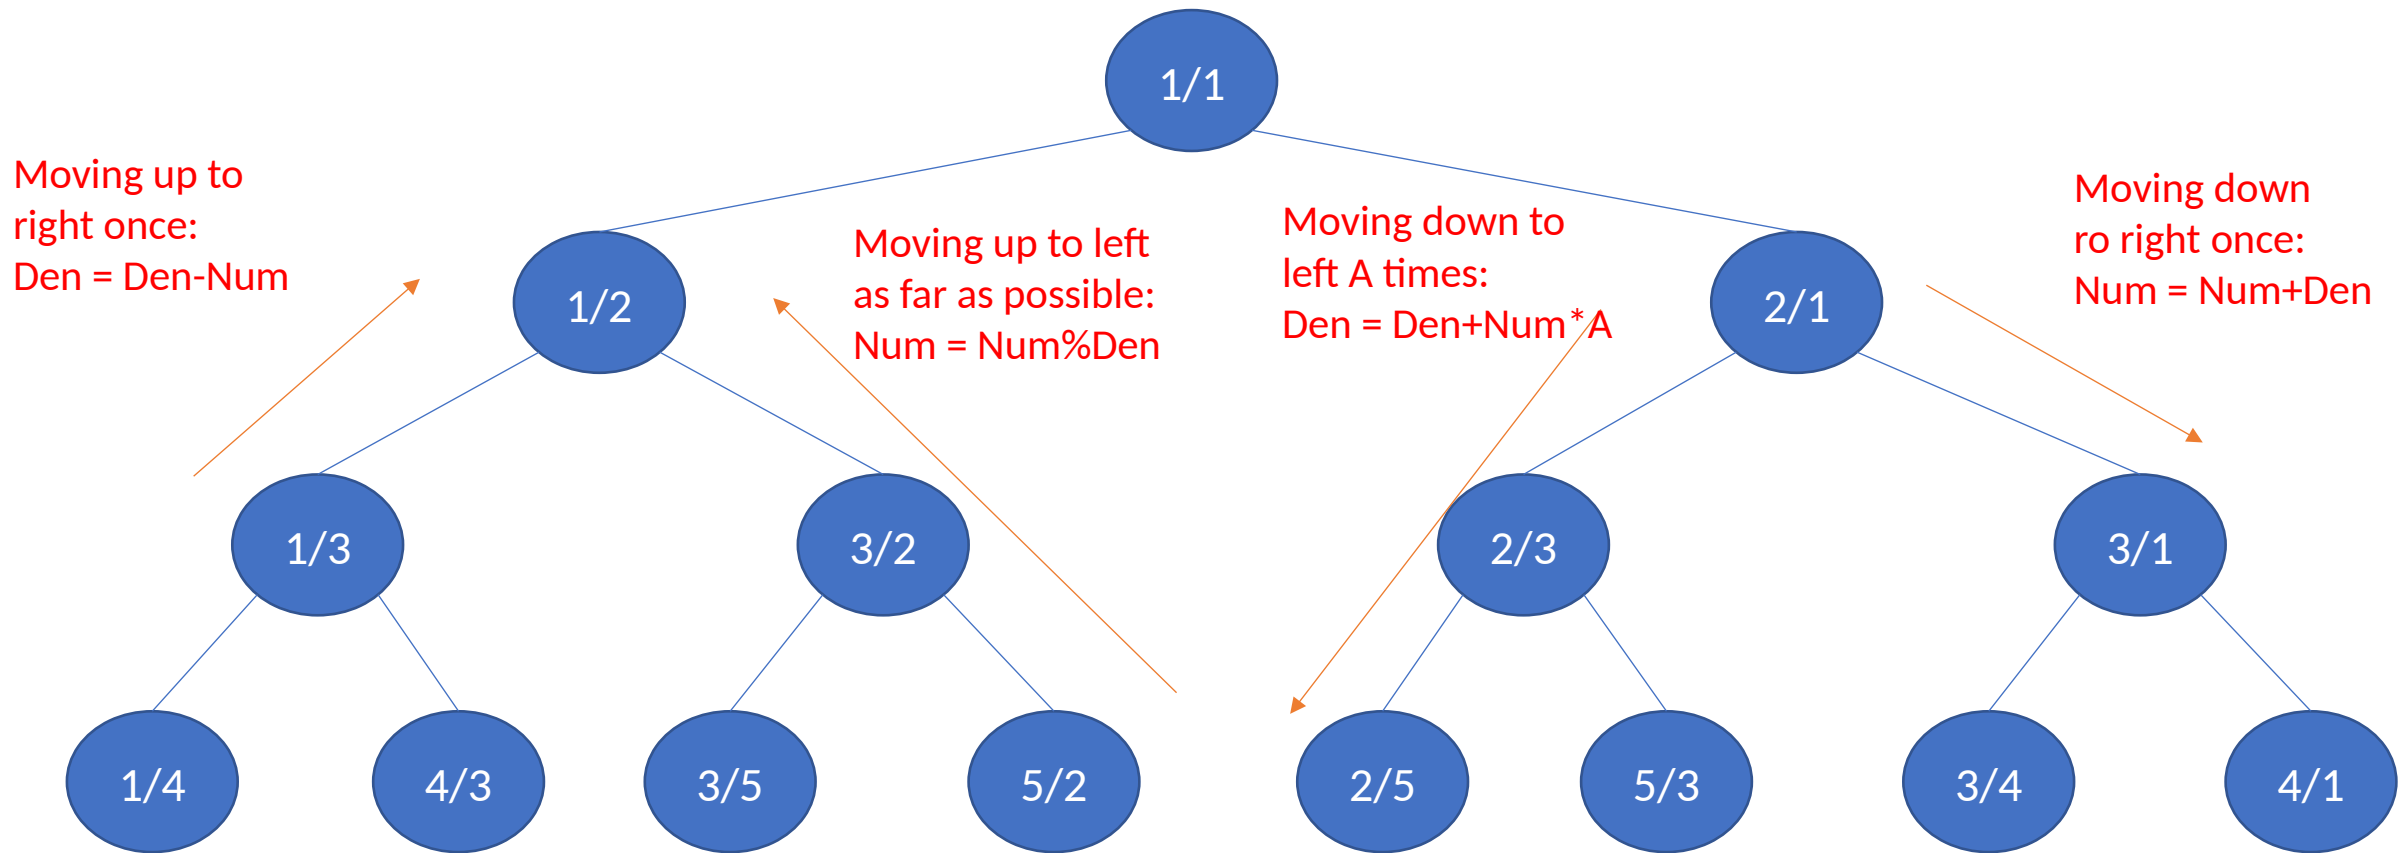 1/1
Moving up to
right once:
Den = Den-Num
Moving up to left
as far as possible:
Num = Num%Den
Moving down to
left A times:
Den = Den+Num*A
Moving down
ro right once:
Num = Num+Den
1/2
2/1
1/3
3/2
2/3
3/1
1/4
4/3
3/5
5/2
2/5
5/3
3/4
4/1